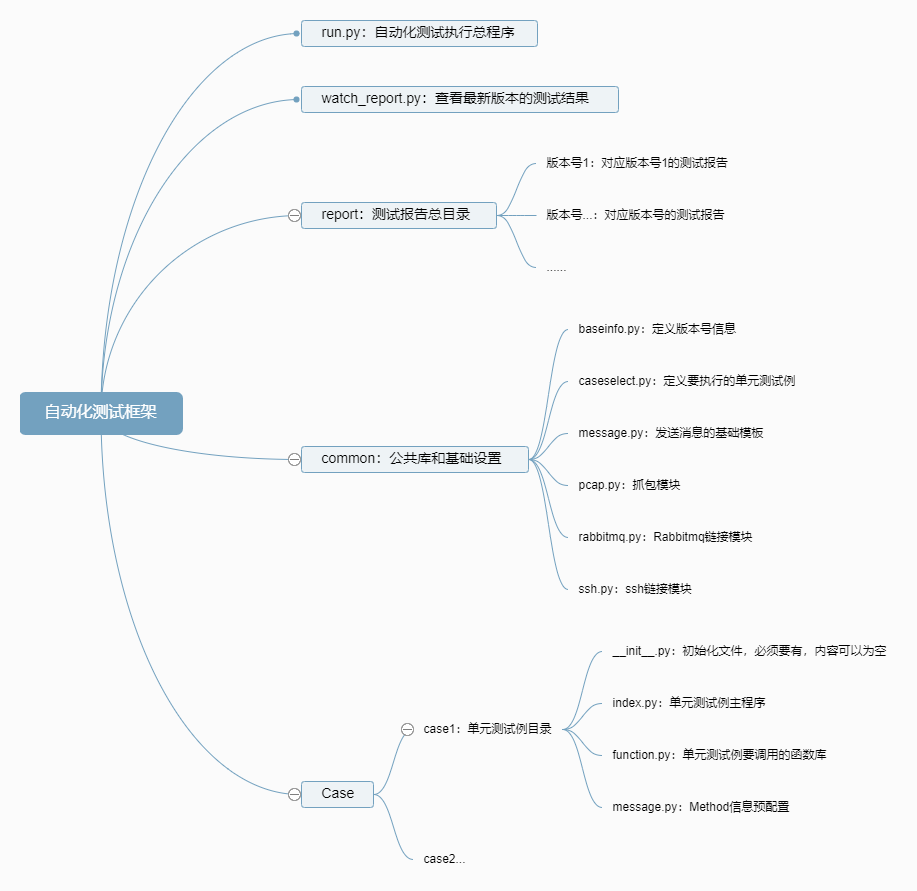 run.py：自动化测试执行总程序
watch_report.py：查看最新版本的测试结果
版本号1：对应版本号1的测试报告
report：测试报告总目录
版本号...：对应版本号的测试报告
......
baseinfo.py：定义版本号信息
caseselect.py：定义要执行的单元测试例
自动化测试框架
message.py：发送消息的基础模板
common：公共库和基础设置
pcap.py：抓包模块
rabbitmq.py：Rabbitmq链接模块
ssh.py：ssh链接模块
__init__.py：初始化文件，必须要有，内容可以为空
index.py：单元测试例主程序
case1：单元测试例目录
function.py：单元测试例要调用的函数库
Case
message.py：Method信息预配置
case2...